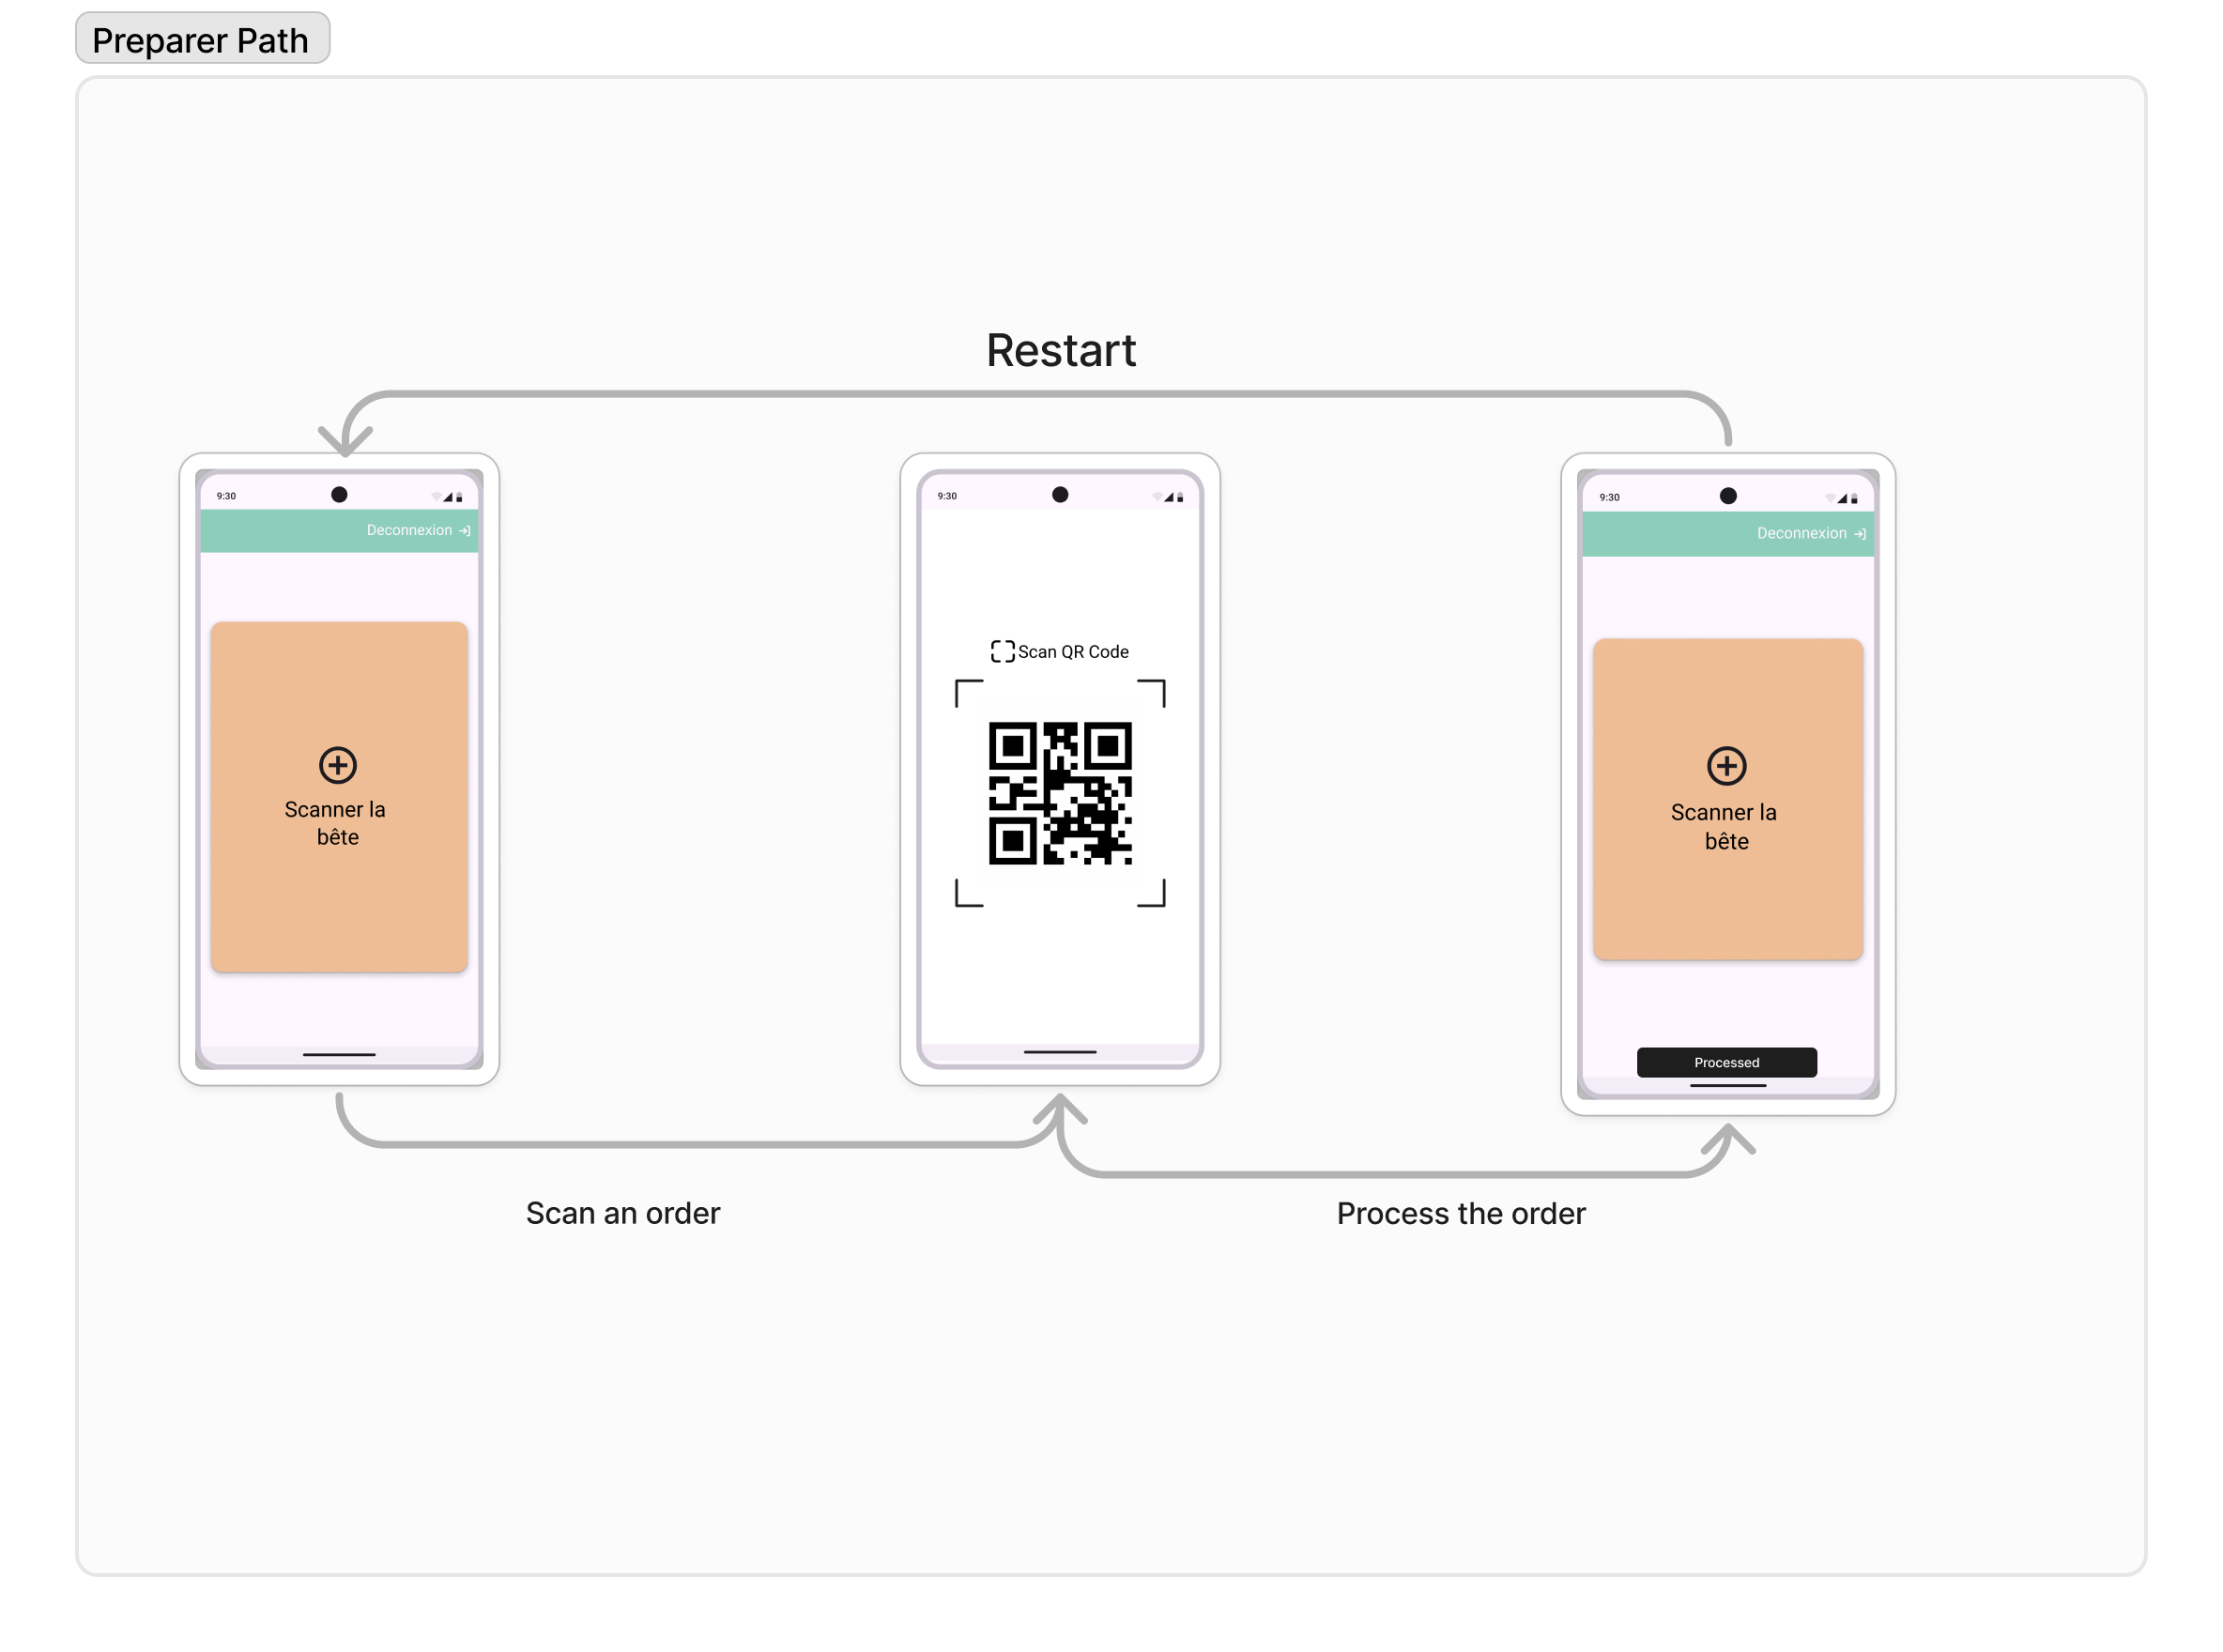 Preparer Path
Restart
9:30
Deconnexion
Scanner la
bête
9:30
Scan QR Code
9:30
Deconnexion
Scanner la
bête
Processed
Scan an order
Process the order